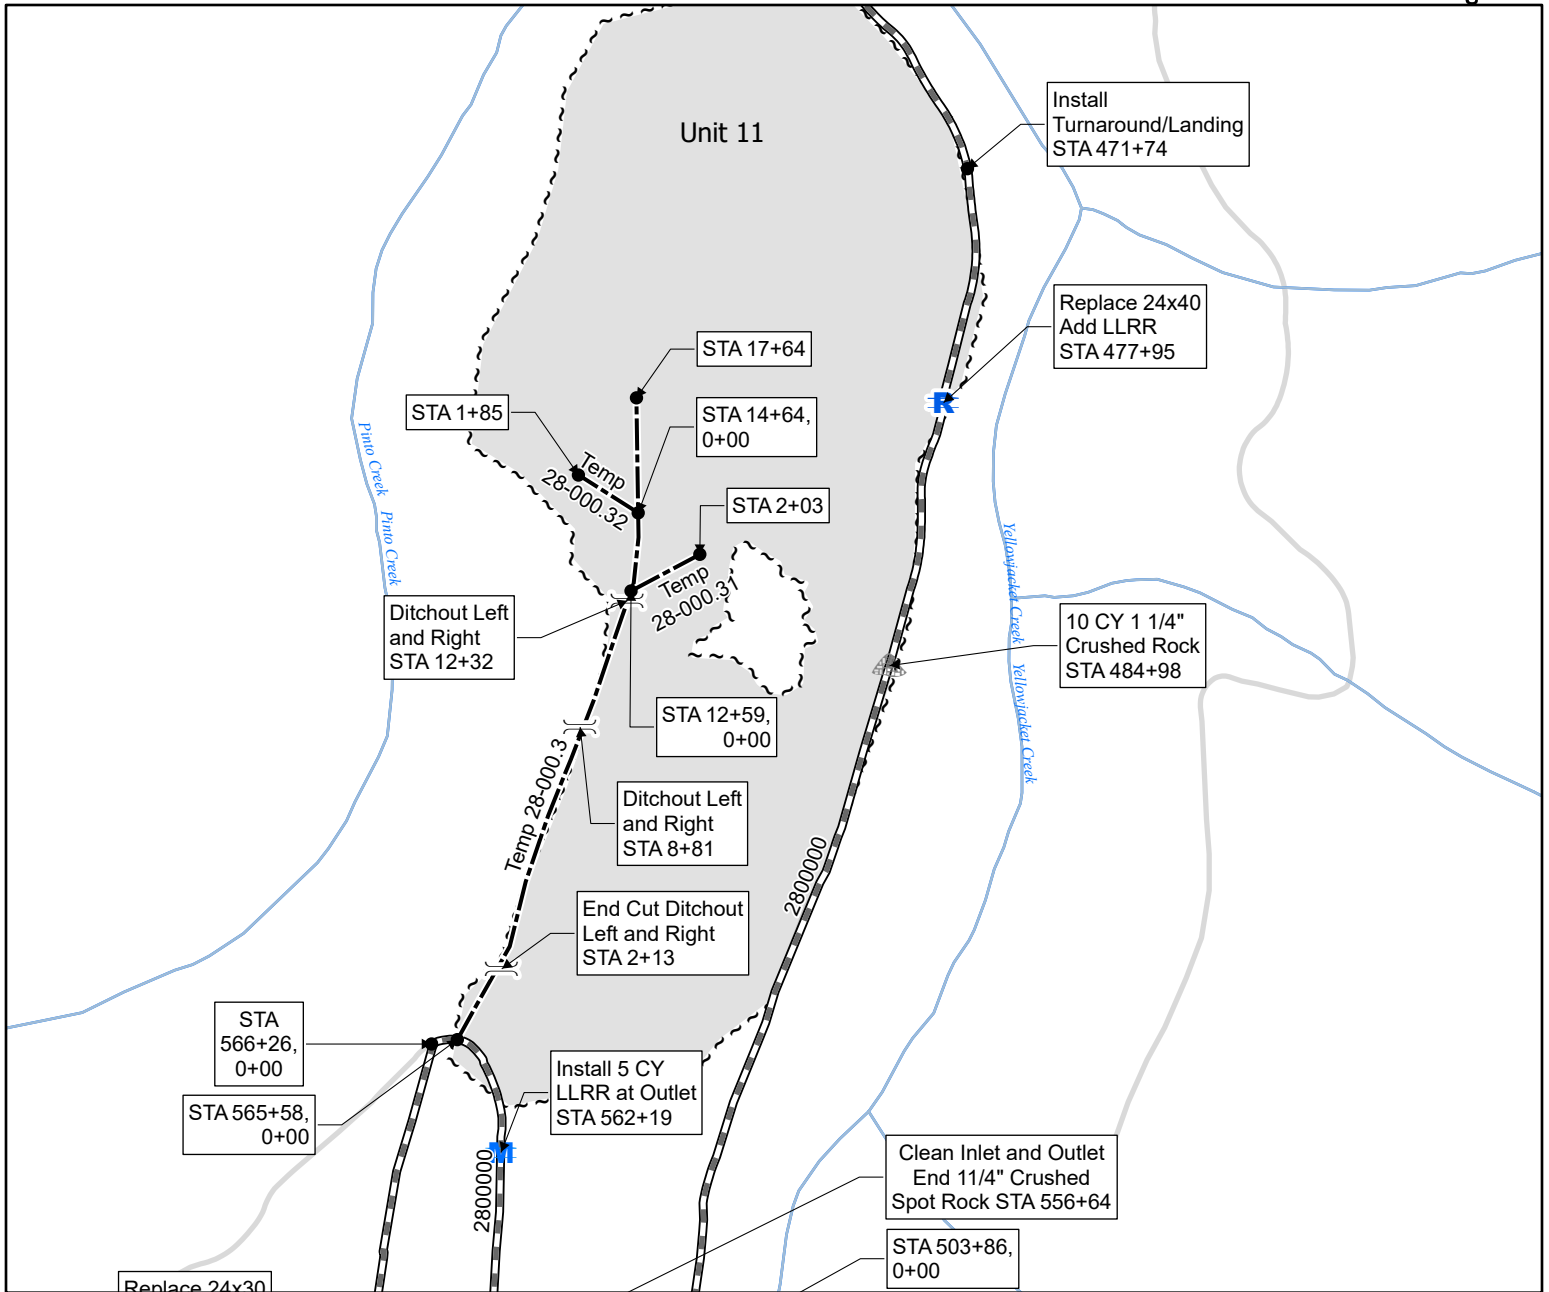 Unit 11
Install
Turnaround/Landing
STA 471+74
Replace 24x40
Add LLRR
STA 477+95
STA 17+64
STA 1+85
STA 14+64,
0+00
Temp
28-000.32
STA 2+03
Temp
28-000.31
Pinto Creek
Pinto Creek
Yellowjacket Creek
Yellowjacket Creek
Ditchout Left
and Right
STA 12+32
10 CY 1 1/4"
Crushed Rock
STA 484+98
STA 12+59,
0+00
Temp 28-000.3
Ditchout Left
and Right
STA 8+81
2800000
End Cut Ditchout
Left and Right
STA 2+13
STA
566+26,
0+00
STA 565+58,
0+00
Install 5 CY
LLRR at Outlet
STA 562+19
R
M
2800000
Clean Inlet and Outlet
End 11/4" Crushed
Spot Rock STA 556+64
STA 503+86,
0+00
Replace 24x30